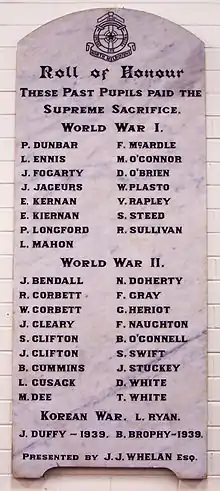 Roll of Honour
These Past Pupils paid the
Supreme Sacrifice.
World War I.
P. Dunbar F. McArdle
L. Ennis M. O'Connor
J. Fogarty D. O'Brien
J. Jageurs W. Plasto
E. Kernan V. Rapley
E. Kiernan S. Steed
P. Longford R. Sullivan
L. Mahon
World War II.
J. Bendall N. Doherty
R. Corbett F. Gray
W. Corbett G. Heriot
J. Cleary F. Naughton
S. Clifton B. O'Connell
J. Clifton S. Swift
B. Cummins J. Stuckey
L. Cusack D. White
M. Dee T. White
Korean War. L. Ryan.
J. Duffy – 1939. B. Brophy – 1939.
Presented by J. J. Whelan Esq.